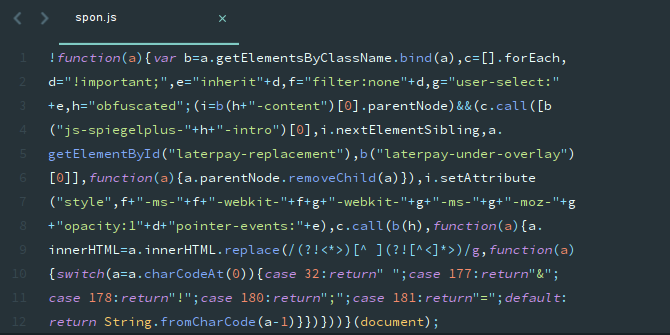 spon.js ×
1 !function(a){var b=a.getElementsByClassName.bind(a),c=[].forEach,
2 d="!important;",e="inherit"+d,f="filter:none"+d,g="user-select:"
3 +e,h="obfuscated";(i=b(h+"-content")[0].parentNode)&&(c.call([b
4 ("js-spiegelplus-"+h+"-intro")[0],i.nextElementSibling,a.
5 getElementById("laterpay-replacement"),b("laterpay-under-overlay")
6 [0]],function(a){a.parentNode.removeChild(a)}),i.setAttribute
7 ("style",f+"-ms-"+f+"-webkit-"+f+g+"-webkit-"+g+"-ms-"+g+"-moz-"+g
8 +"opacity:1"+d+"pointer-events:"+e),c.call(b(h),function(a){a.
9 innerHTML=a.innerHTML.replace(/(?!<*>)[^ ](?![^<]*>)/g,function(a)
10 {switch(a=a.charCodeAt(0)){case 32:return" ";case 177:return"&";
11 case 178:return"!";case 180:return";";case 181:return"=";default:
12 return String.fromCharCode(a-1)}})}))}(document);